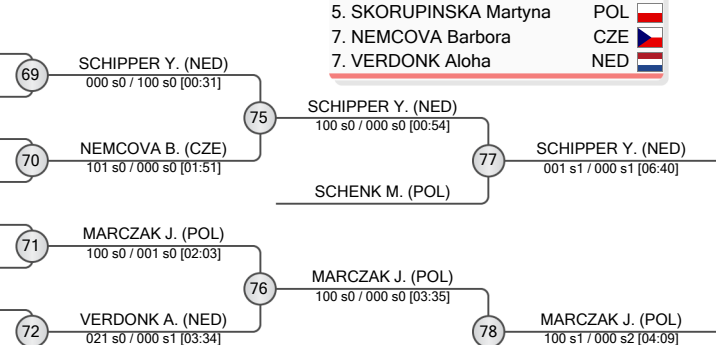 5. SKORUPINSKA Martyna POL
7. NEMCOVA Barbora CZE
7. VERDONK Aloha NED
69 SCHIPPER Y. (NED)
000 s0 / 100 s0 [00:31]
75 SCHIPPER Y. (NED)
100 s0 / 000 s0 [00:54]
70 NEMCOVA B. (CZE)
101 s0 / 000 s0 [01:51]
77 SCHIPPER Y. (NED)
001 s1 / 000 s1 [06:40]
SCHENK M. (POL)
71 MARCZAK J. (POL)
100 s0 / 001 s0 [02:03]
76 MARCZAK J. (POL)
100 s0 / 000 s0 [03:35]
72 VERDONK A. (NED)
021 s0 / 000 s1 [03:34]
78 MARCZAK J. (POL)
100 s1 / 000 s2 [04:09]